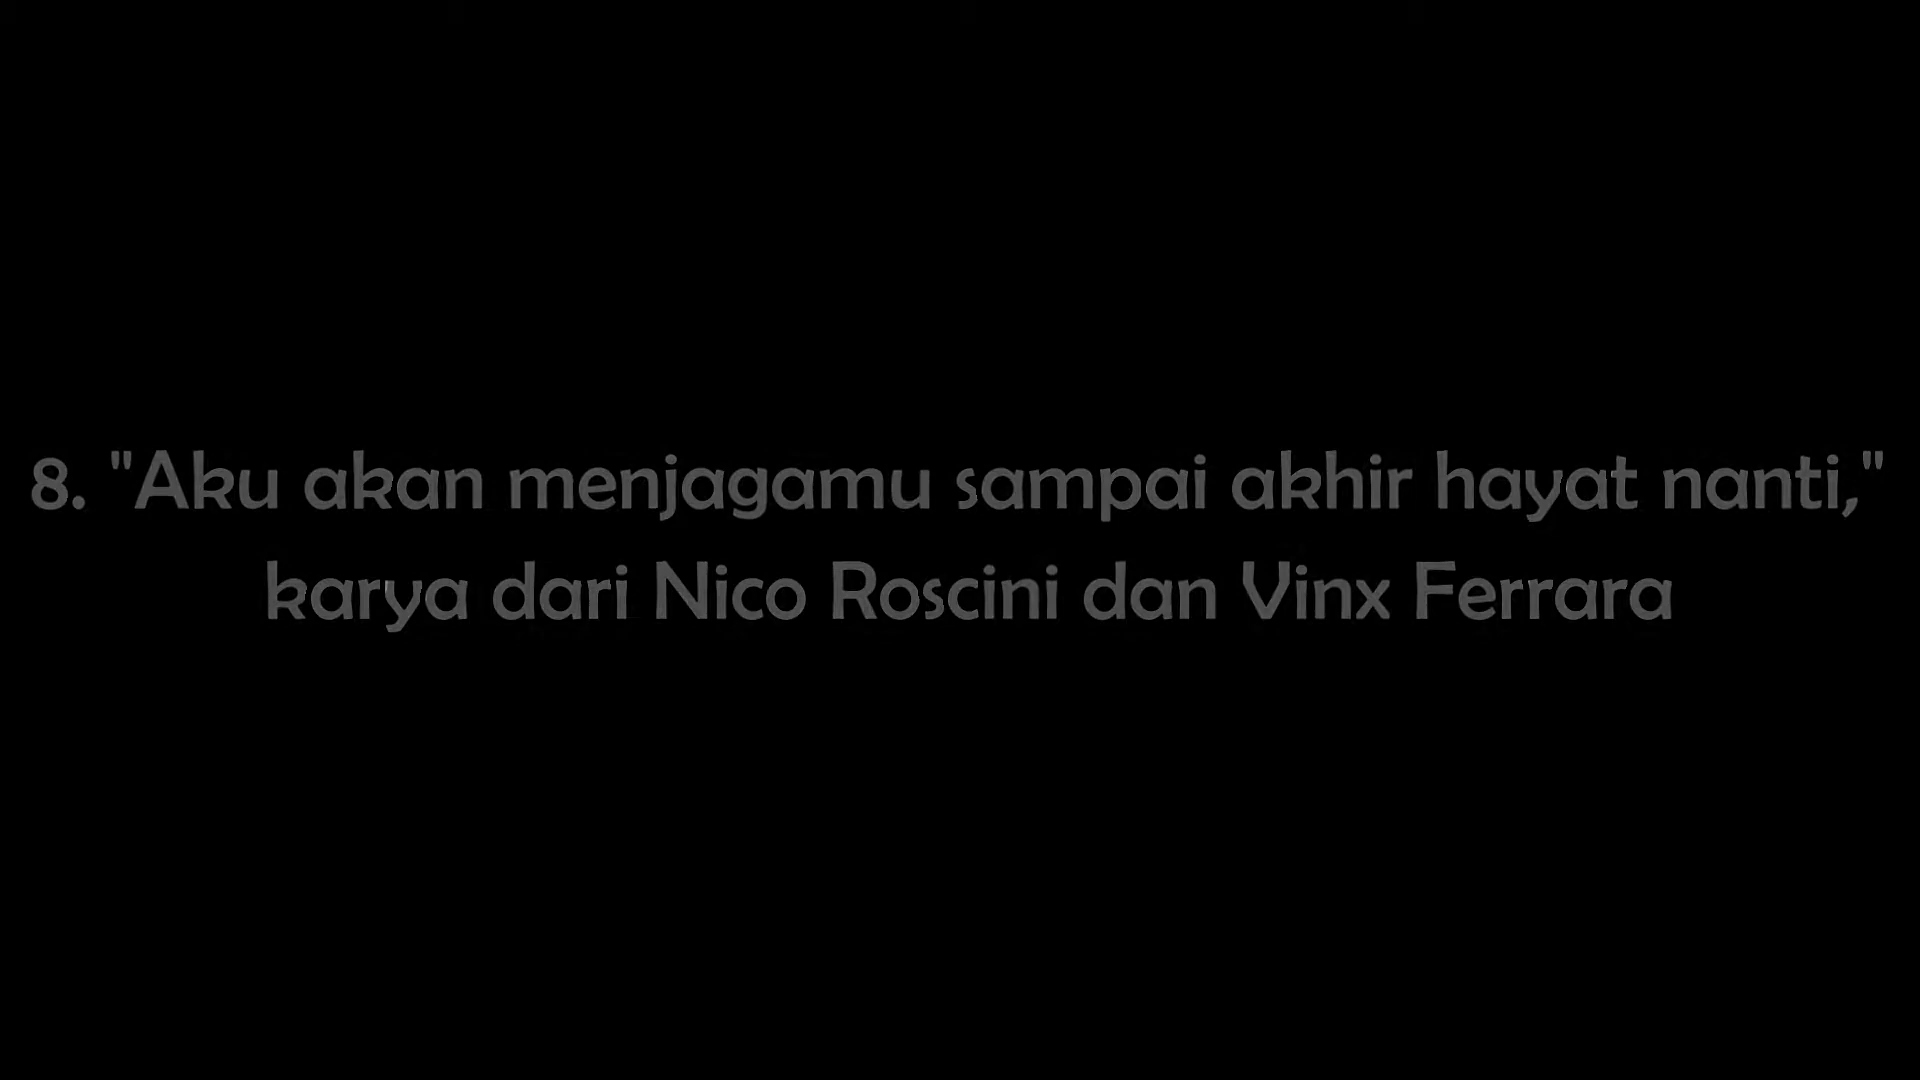 8. "Aku akan menjagamu sampai akhir hayat nanti,"
karya dari Nico Roscini dan Vinx Ferrara